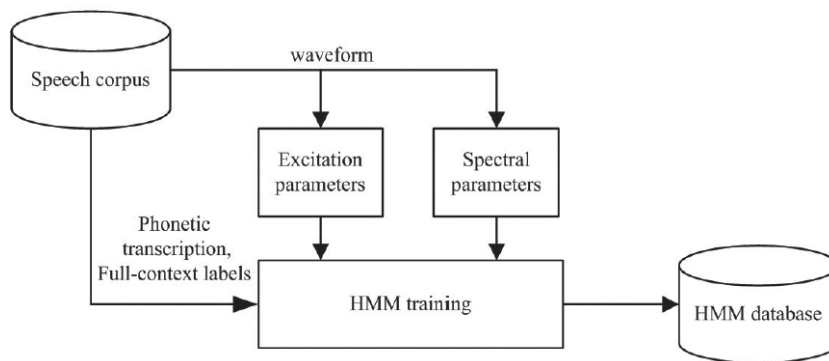 waveform
Speech corpus
Excitation
parameters
Spectral
parameters
Phonetic
transcription,
Full-context labels
HMM training
HMM database